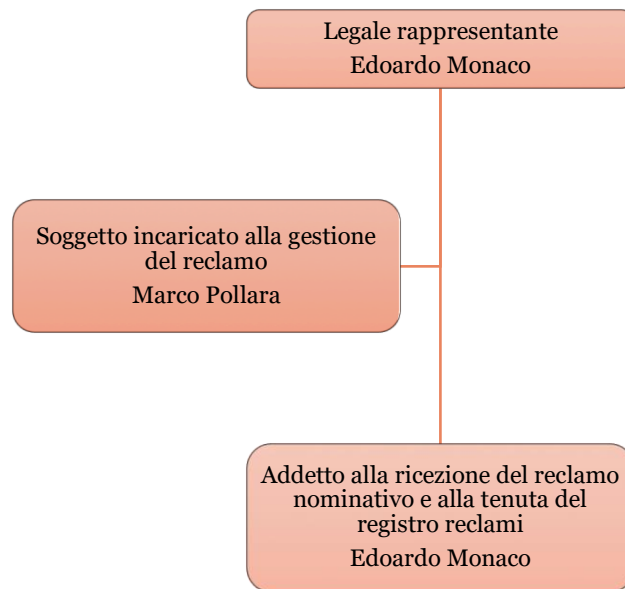 Legale rappresentante
Edoardo Monaco
Soggetto incaricato alla gestione
del reclamo
Marco Pollara
Addetto alla ricezione del reclamo
nominativo e alla tenuta del
registro reclami
Edoardo Monaco